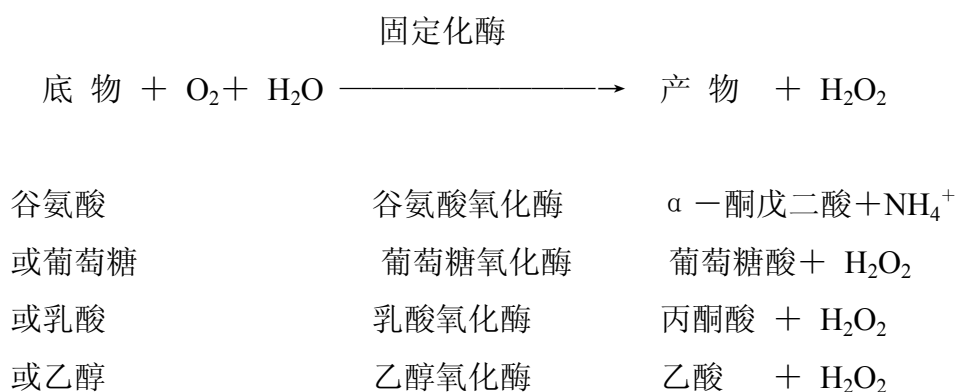 固定化酶
底 物 + O₂+ H₂O ————————→ 产 物 + H₂O₂
谷氨酸 谷氨酸氧化酶 α-酮戊二酸+NH₄⁺
或葡萄糖 葡萄糖氧化酶 葡萄糖酸+ H₂O₂
或乳酸 乳酸氧化酶 丙酮酸 + H₂O₂
或乙醇 乙醇氧化酶 乙酸 + H₂O₂